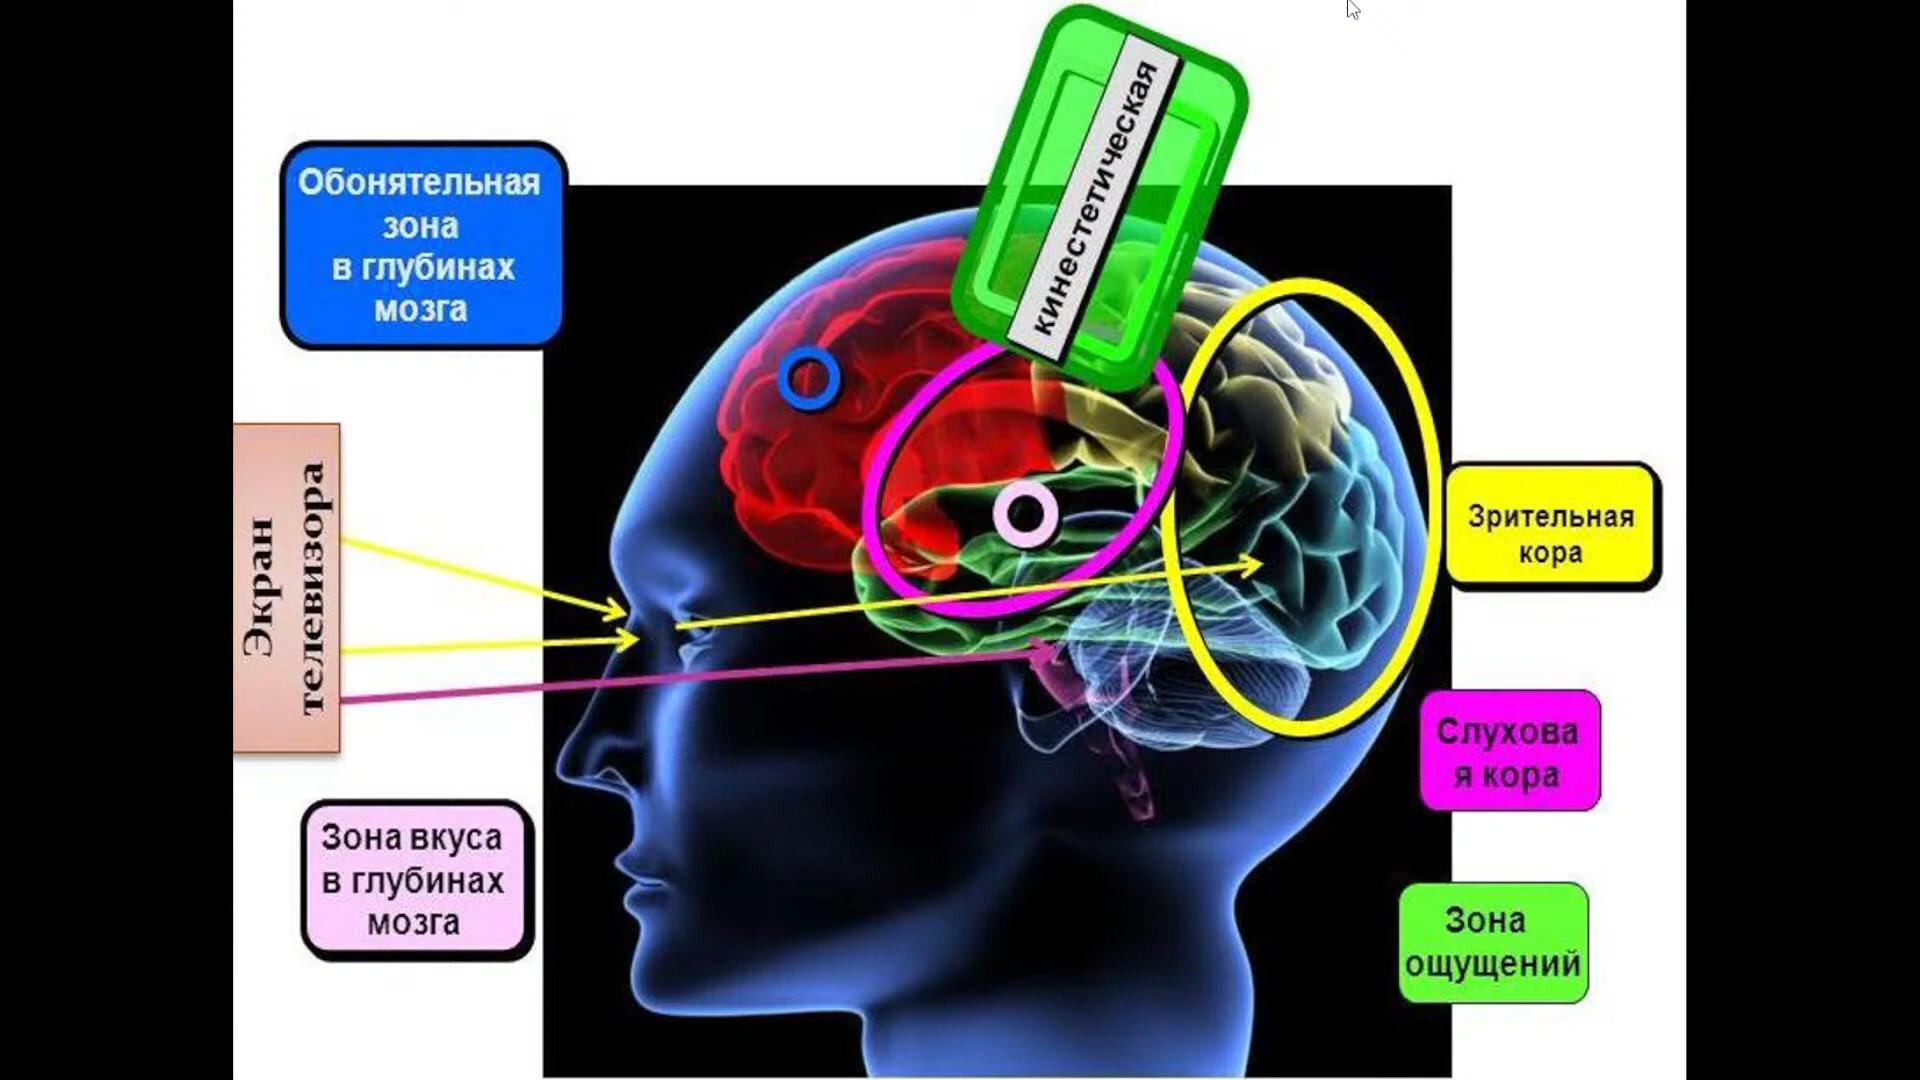 кинестетическая
Обонятельная
зона
в глубинах
мозга
Экран
телевизора
Зрительная
кора
Слухова
я кора
Зона вкуса
в глубинах
мозга
Зона
ощущений